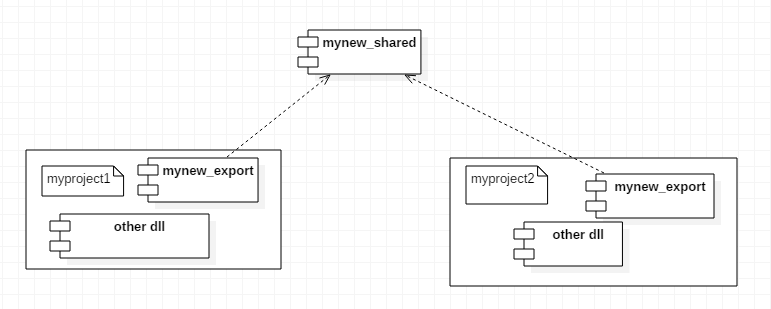 mynew_shared
myproject1
mynew_export
other dll
myproject2
mynew_export
other dll